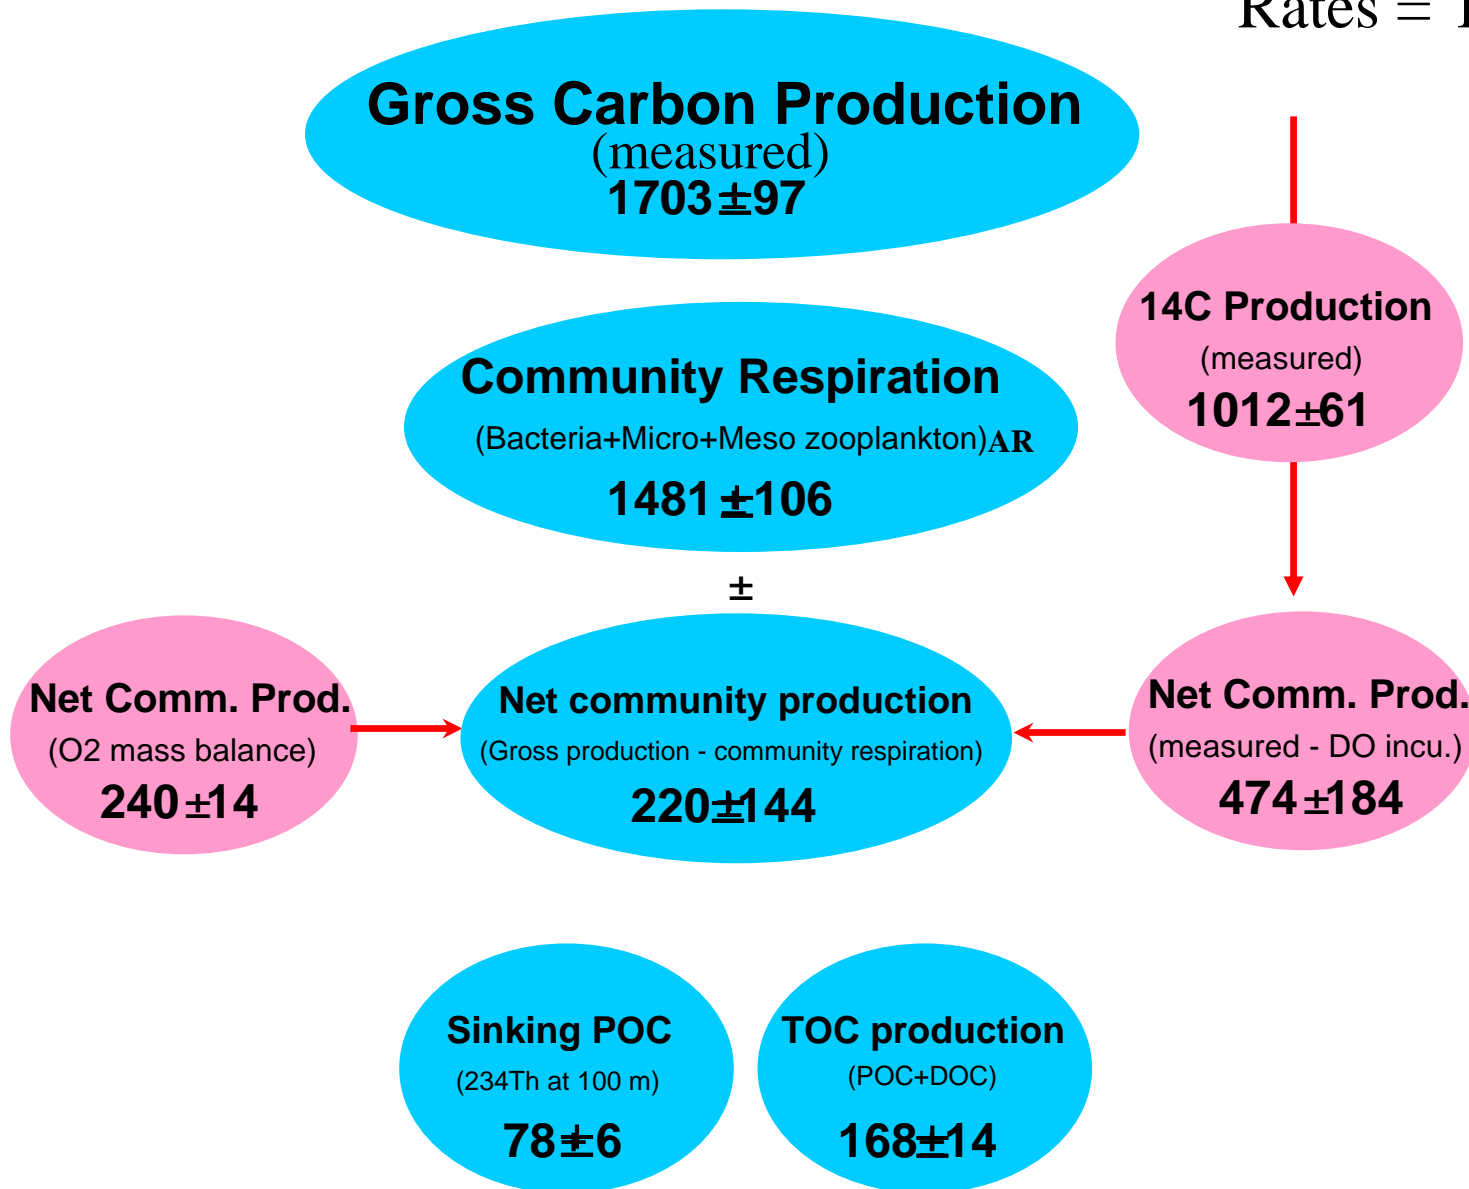 Rates =
Gross Carbon Production
(measured)
1703±97
14C Production
(measured)
1012±61
Community Respiration
(Bacteria+Micro+Meso zooplankton)AR
1481±106
±
Net Comm. Prod.
(O2 mass balance)
240±14
Net community production
(Gross production - community respiration)
220±144
Net Comm. Prod.
(measured - DO incu.)
474±184
Sinking POC
(234Th at 100 m)
78±6
TOC production
(POC+DOC)
168±14